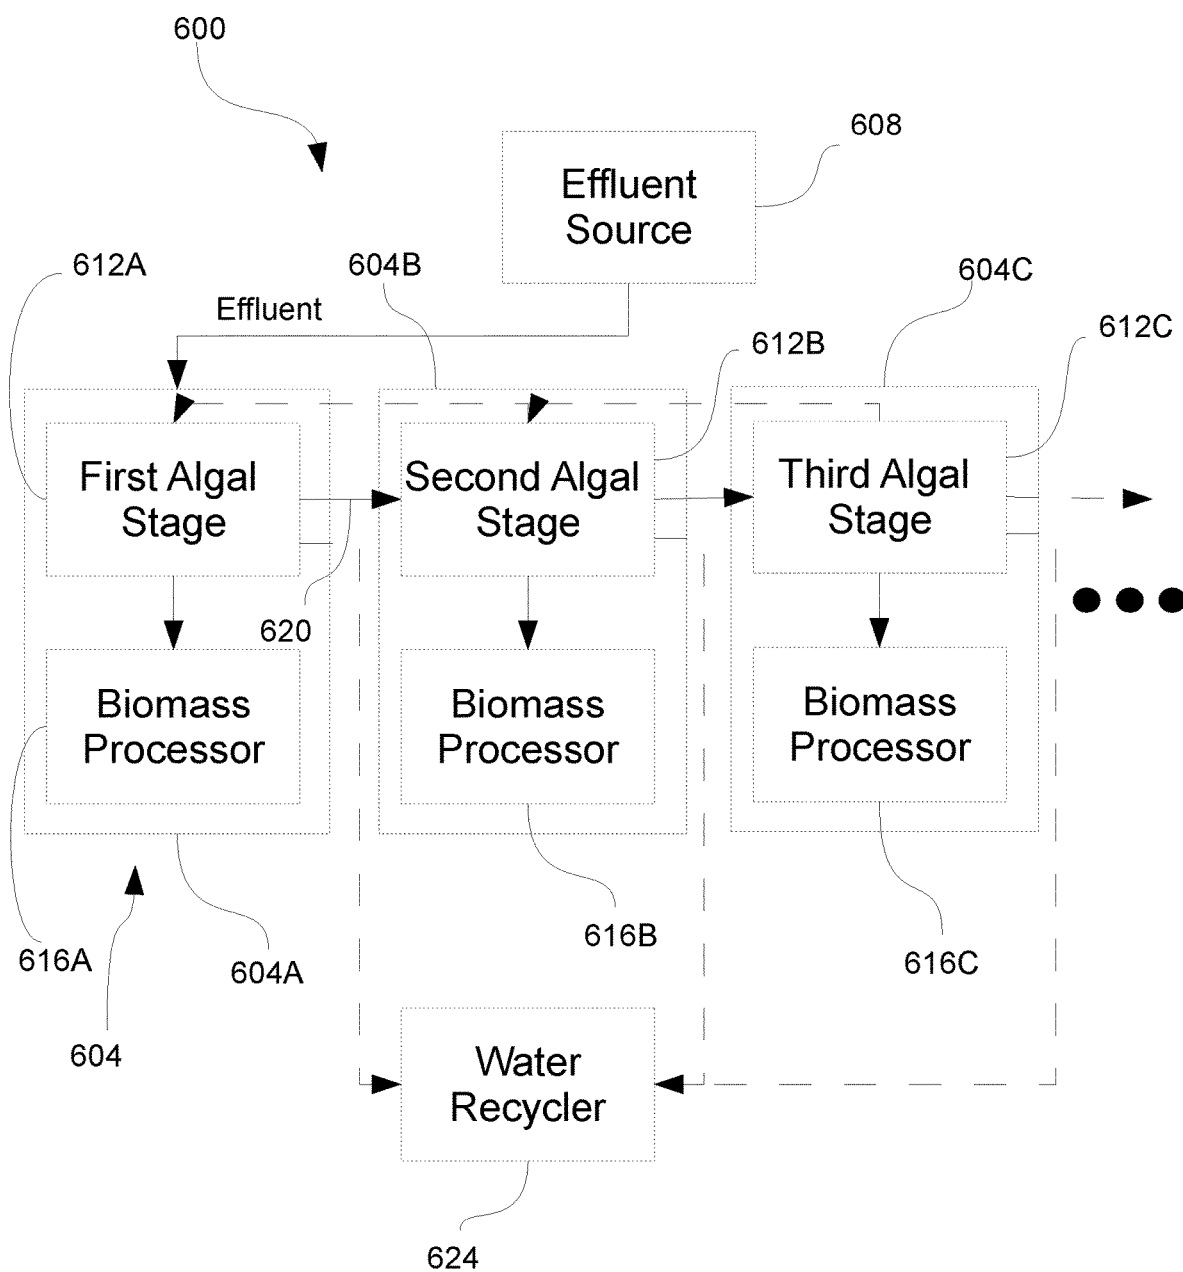 600
608
Effluent
Source
612A
604B
604C
Effluent
612B
612C
First Algal
Stage
Second Algal
Stage
Third Algal
Stage
620
Biomass
Processor
Biomass
Processor
Biomass
Processor
616A
604A
616B
616C
604
Water
Recycler
624